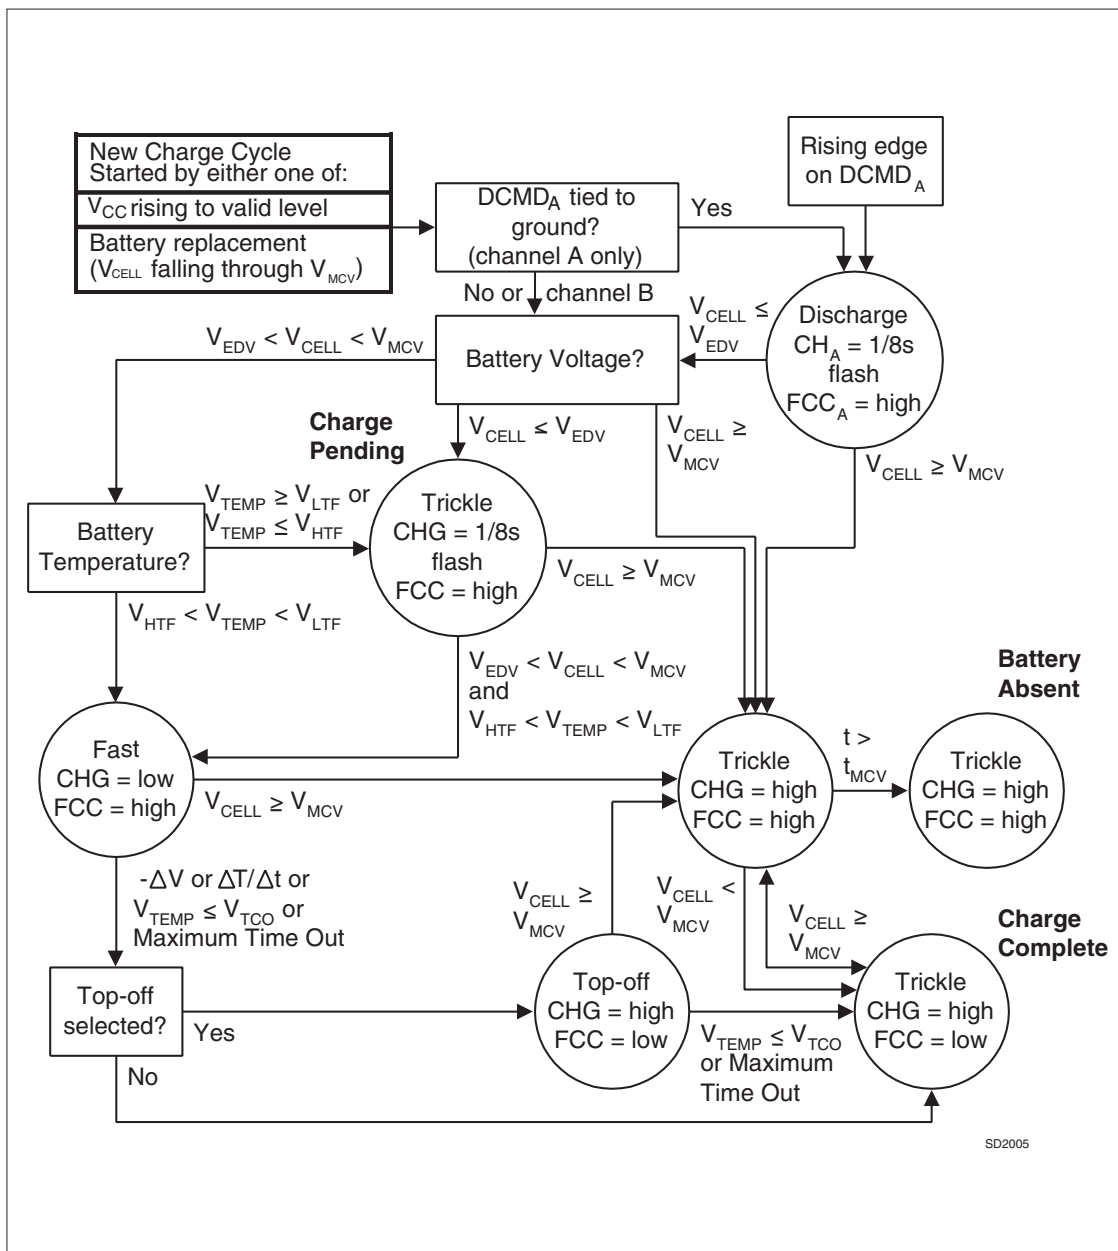 New Charge Cycle
Started by either one of:
VCC rising to valid level
Battery replacement
(VCELL falling through VMCV)
DCMDA tied to
ground?
(channel A only)
Yes
Rising edge
on DCMDA
No or channel B
VCELL ≤
VEDV
Discharge
CHA = 1/8s
flash
FCCA = high
VEDV < VCELL < VMCV
Battery Voltage?
Charge
Pending
VCELL ≤ VEDV
VCELL ≥
VMCV
VCELL ≥ VMCV
VTEMP ≥ VLTF or
VTEMP ≤ VHTF
Battery
Temperature?
Trickle
CHG = 1/8s
flash
FCC = high
VCELL ≥ VMCV
VHTF < VTEMP < VLTF
VEDV < VCELL < VMCV
and
VHTF < VTEMP < VLTF
Battery
Absent
Fast
CHG = low
FCC = high
VCELL ≥ VMCV
Trickle
CHG = high
FCC = high
t >
tMCV
Trickle
CHG = high
FCC = high
-ΔV or ΔT/Δt or
VTEMP ≤ VTCO or
Maximum Time Out
VCELL ≥
VMCV
VCELL <
VMCV
VCELL ≥
VMCV
Charge
Complete
Top-off
selected?
Yes
Top-off
CHG = high
FCC = low
VTEMP ≤ VTCO
or Maximum
Time Out
Trickle
CHG = high
FCC = low
No
SD2005